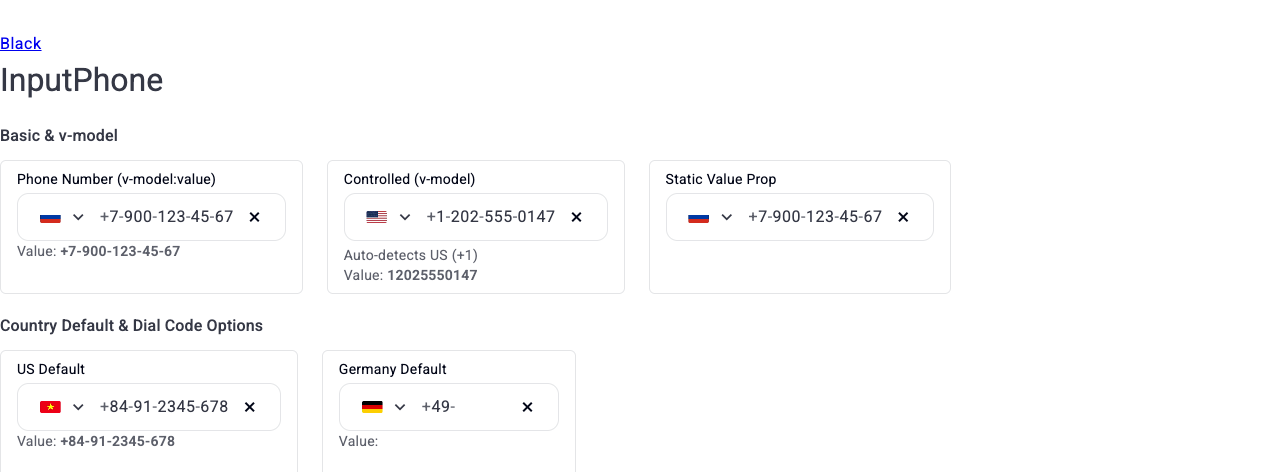 Black
InputPhone
Basic & v-model
Phone Number (v-model:value)
+7-900-123-45-67
Value: +7-900-123-45-67
Controlled (v-model)
+1-202-555-0147
Auto-detects US (+1)
Value: 12025550147
Static Value Prop
+7-900-123-45-67
Country Default & Dial Code Options
US Default
+84-91-2345-678
Value: +84-91-2345-678
Germany Default
+49-
Value: